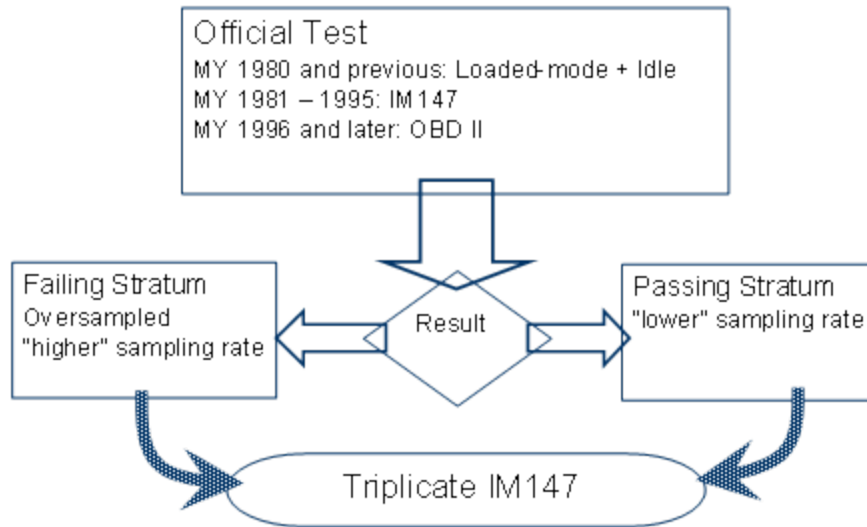 Official Test
MY 1980 and previous: Loaded-mode + Idle
MY 1981 – 1995: IM147
MY 1996 and later: OBD II
Failing Stratum
Oversampled
"higher" sampling rate
Result
Passing Stratum
"lower" sampling rate
Triplicate IM147